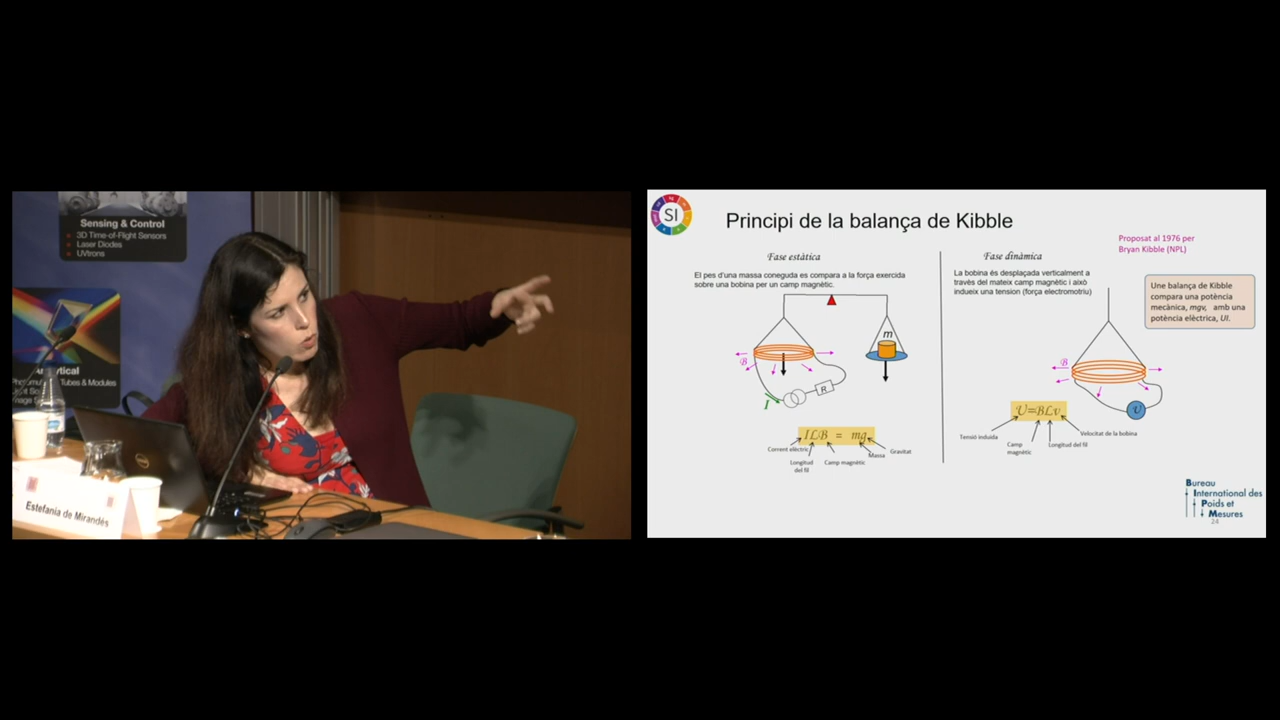 Sensing & Control
3D Time-of-Flight Sensors
Laser Diodes
UVtrons
Tubes & Modules
Estefania de Mirandés
SI
Principi de la balança de Kibble
Proposat al 1976 per
Bryan Kibble (NPL)
Fase estàtica
El pes d'una massa coneguda es compara a la força exercida
sobre una bobina per un camp magnètic.
m
B
R
I
ILB = mg
Corrent elèctric
Longitud
del fil
Camp magnètic
Massa
Gravitat
Fase dinàmica
La bobina és desplaçada verticalment a
través del mateix camp magnètic i això
indueix una tension (força electromotriu)
B
U
U=BLv
Tensió induida
Camp
magnètic
Longitud del fil
Velocitat de la bobina
Una balança de Kibble
compara una potència
mecànica, mgv, amb una
potència elèctrica, UI.
Bureau
International des
Poids et
Mesures
24